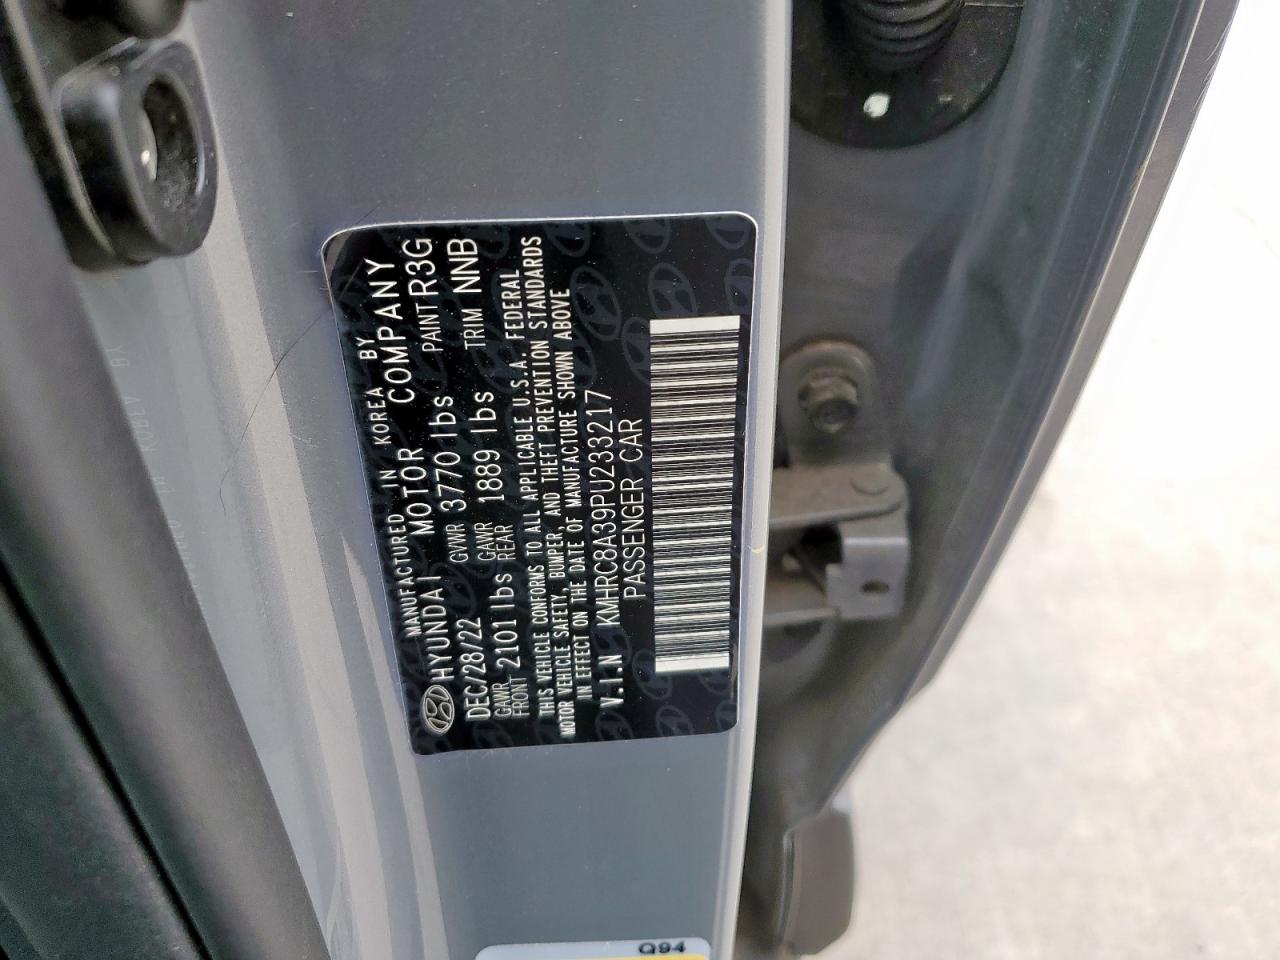 MANUFACTURED IN KOREA BY
HYUNDAI MOTOR COMPANY
DEC/28/22 GVWR 3770 lbs PAINT R3G
GAWR FRONT 2101 lbs GAWR REAR 1889 lbs TRIM NNB
THIS VEHICLE CONFORMS TO ALL APPLICABLE U.S.A. FEDERAL
MOTOR VEHICLE SAFETY, BUMPER, AND THEFT PREVENTION STANDARDS
IN EFFECT ON THE DATE OF MANUFACTURE SHOWN ABOVE
V.I.N KMHRC8A39PU233217
PASSENGER CAR
Q94